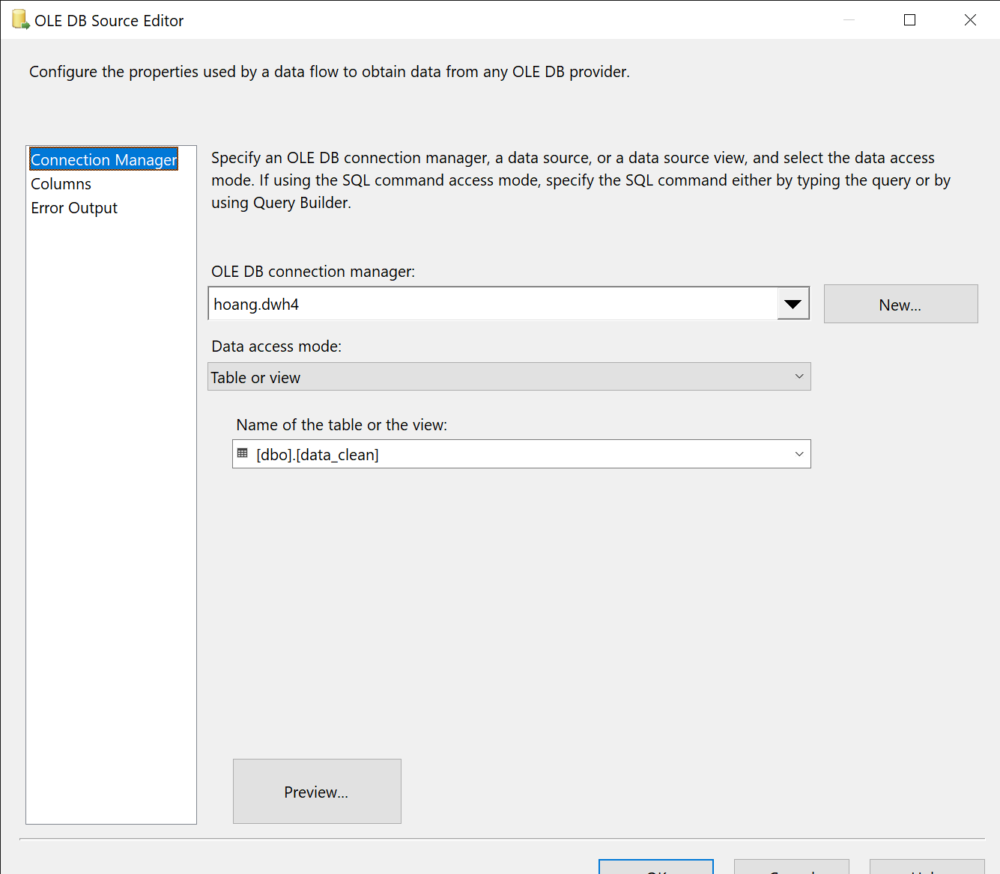 OLE DB Source Editor
Configure the properties used by a data flow to obtain data from any OLE DB provider.
Connection Manager
Columns
Error Output
Specify an OLE DB connection manager, a data source, or a data source view, and select the data access
mode. If using the SQL command access mode, specify the SQL command either by typing the query or by
using Query Builder.
OLE DB connection manager:
hoang.dwh4
New...
Data access mode:
Table or view
Name of the table or the view:
[dbo].[data_clean]
Preview...